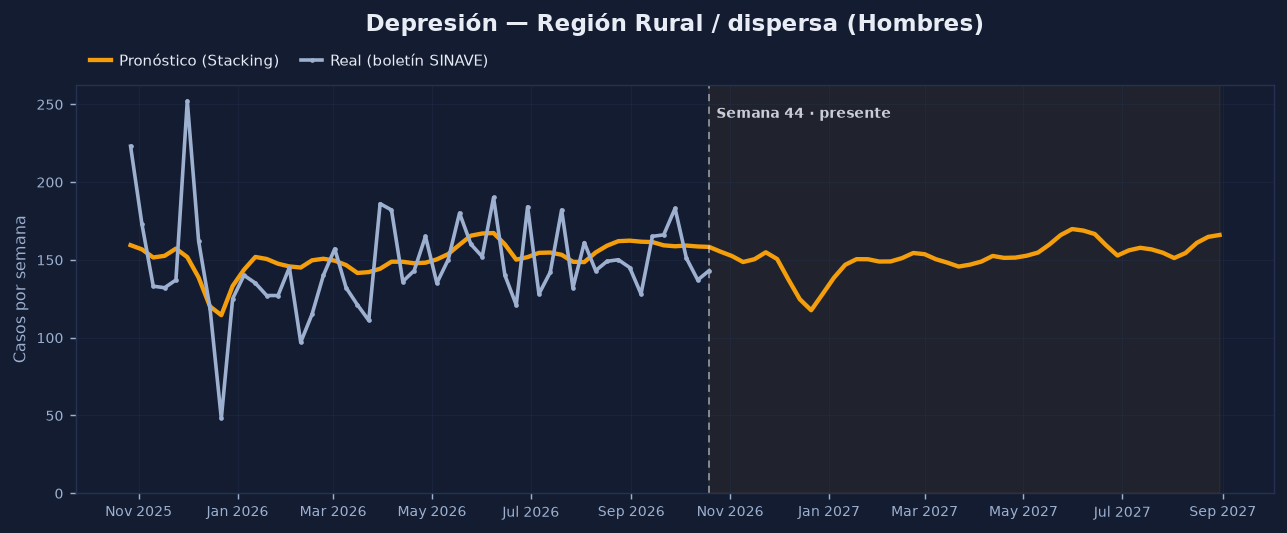 Depresión — Región Rural / dispersa (Hombres)
Pronóstico (Stacking)
Real (boletín SINAVE)
Semana 44 · presente
Casos por semana
250
200
150
100
50
0
Nov 2025
Jan 2026
Mar 2026
May 2026
Jul 2026
Sep 2026
Nov 2026
Jan 2027
Mar 2027
May 2027
Jul 2027
Sep 2027